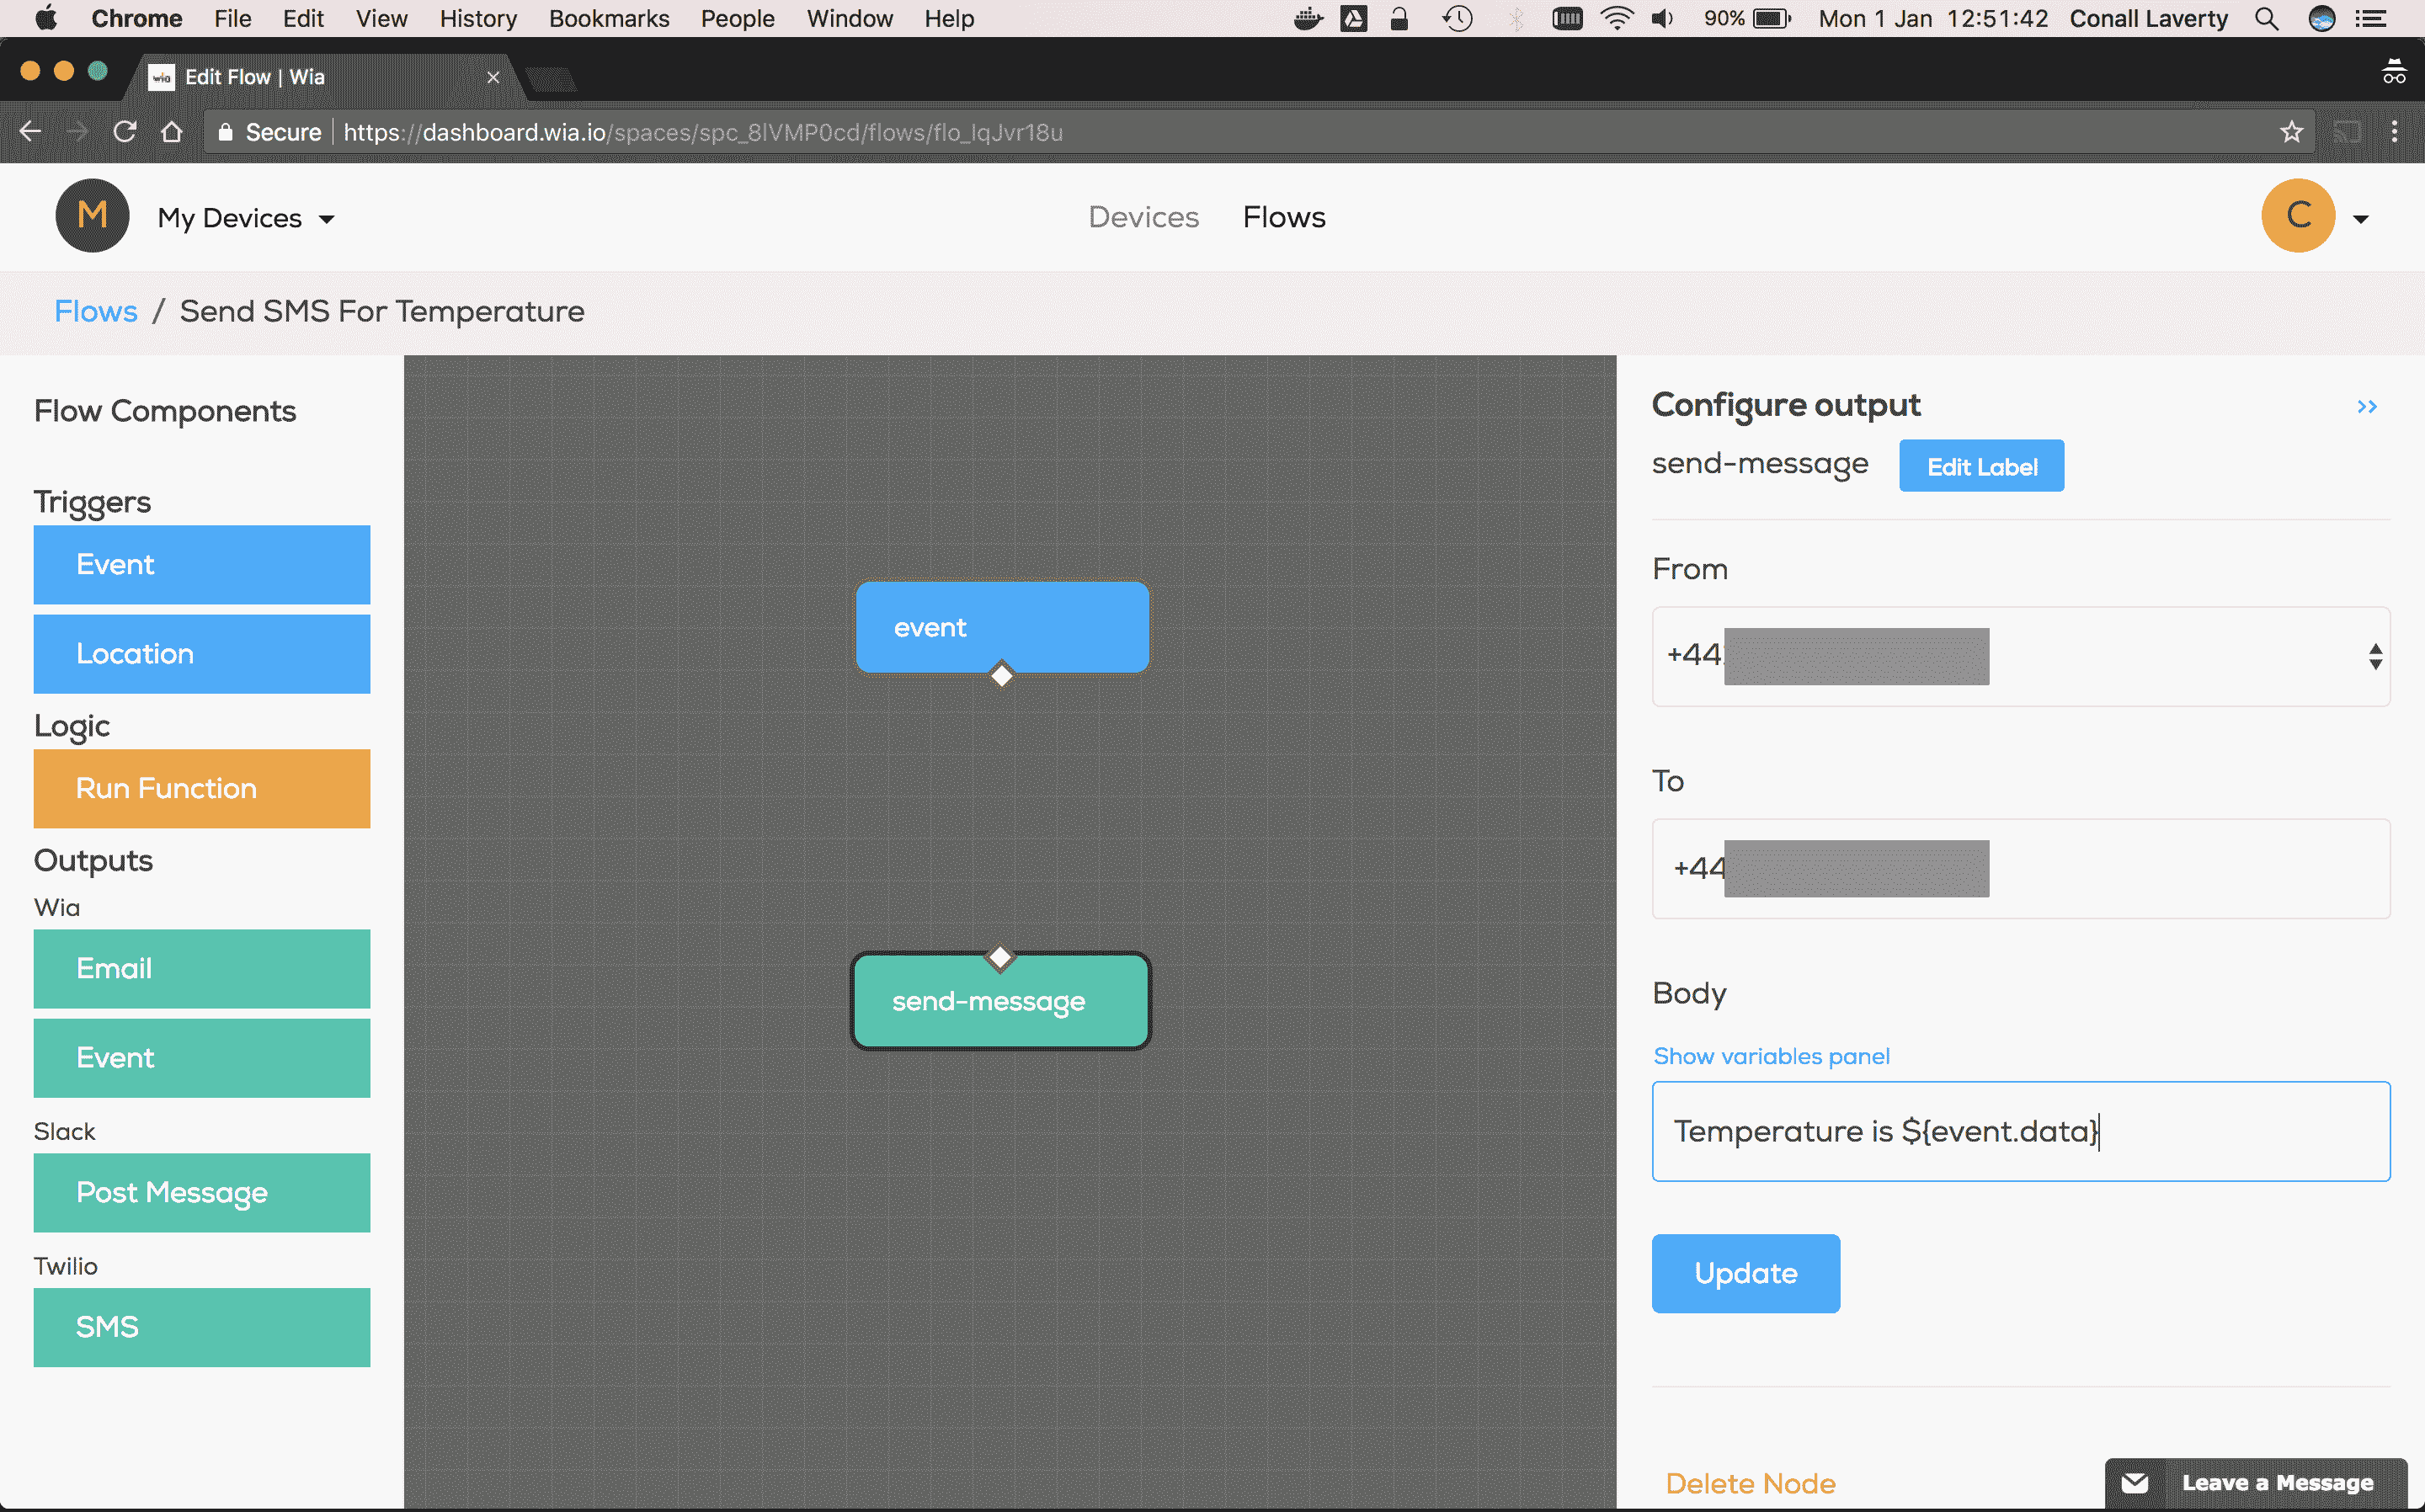 Chrome File Edit View History Bookmarks People Window Help 90% Mon 1 Jan 12:51:42 Conall Laverty
wia Edit Flow | Wia
Secure https://dashboard.wia.io/spaces/spc_8lVMP0cd/flows/flo_lqJvr18u
M My Devices Devices Flows C
Flows / Send SMS For Temperature
Flow Components
Triggers
Event
Location
Logic
Run Function
Outputs
Wia
Email
Event
Slack
Post Message
Twilio
SMS
event
send-message
Configure output >>
send-message Edit Label
From
+44
To
+44
Body
Show variables panel
Temperature is ${event.data}
Update
Delete Node
Leave a Message